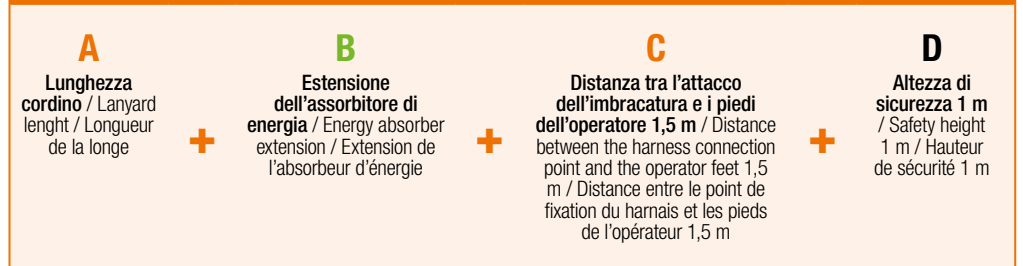 A
Lunghezza
cordino / Lanyard
lenght / Longueur
de la longe
+
B
Estensione
dell'assorbitore di
energia / Energy absorber
extension / Extension de
l'absorbeur d'énergie
+
C
Distanza tra l'attacco
dell'imbracatura e i piedi
dell'operatore 1,5 m / Distance
between the harness connection
point and the operator feet 1,5
m / Distance entre le point de
fixation du harnais et les pieds
de l'opérateur 1,5 m
+
D
Altezza di
sicurezza 1 m
/ Safety height
1 m / Hauteur
de sécurité 1 m